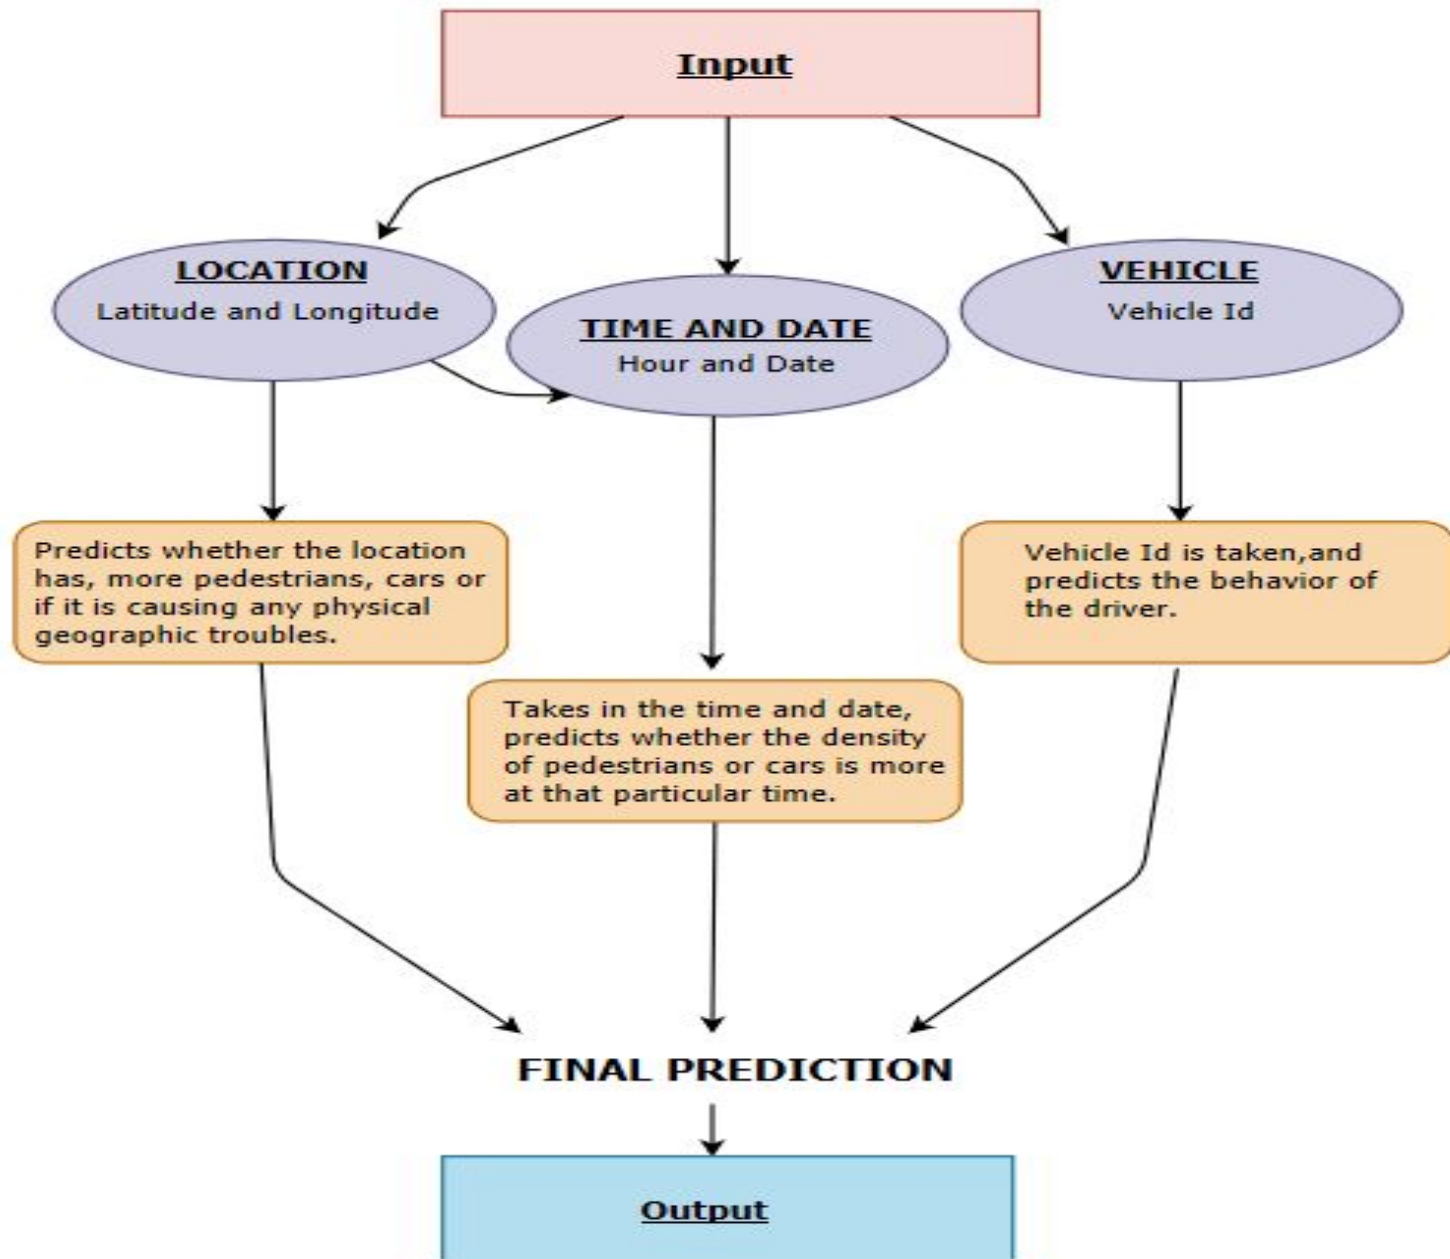 Input
LOCATION
Latitude and Longitude
TIME AND DATE
Hour and Date
VEHICLE
Vehicle Id
Predicts whether the location
has, more pedestrians, cars or
if it is causing any physical
geographic troubles.
Takes in the time and date,
predicts whether the density
of pedestrians or cars is more
at that particular time.
Vehicle Id is taken,and
predicts the behavior of
the driver.
FINAL PREDICTION
Output